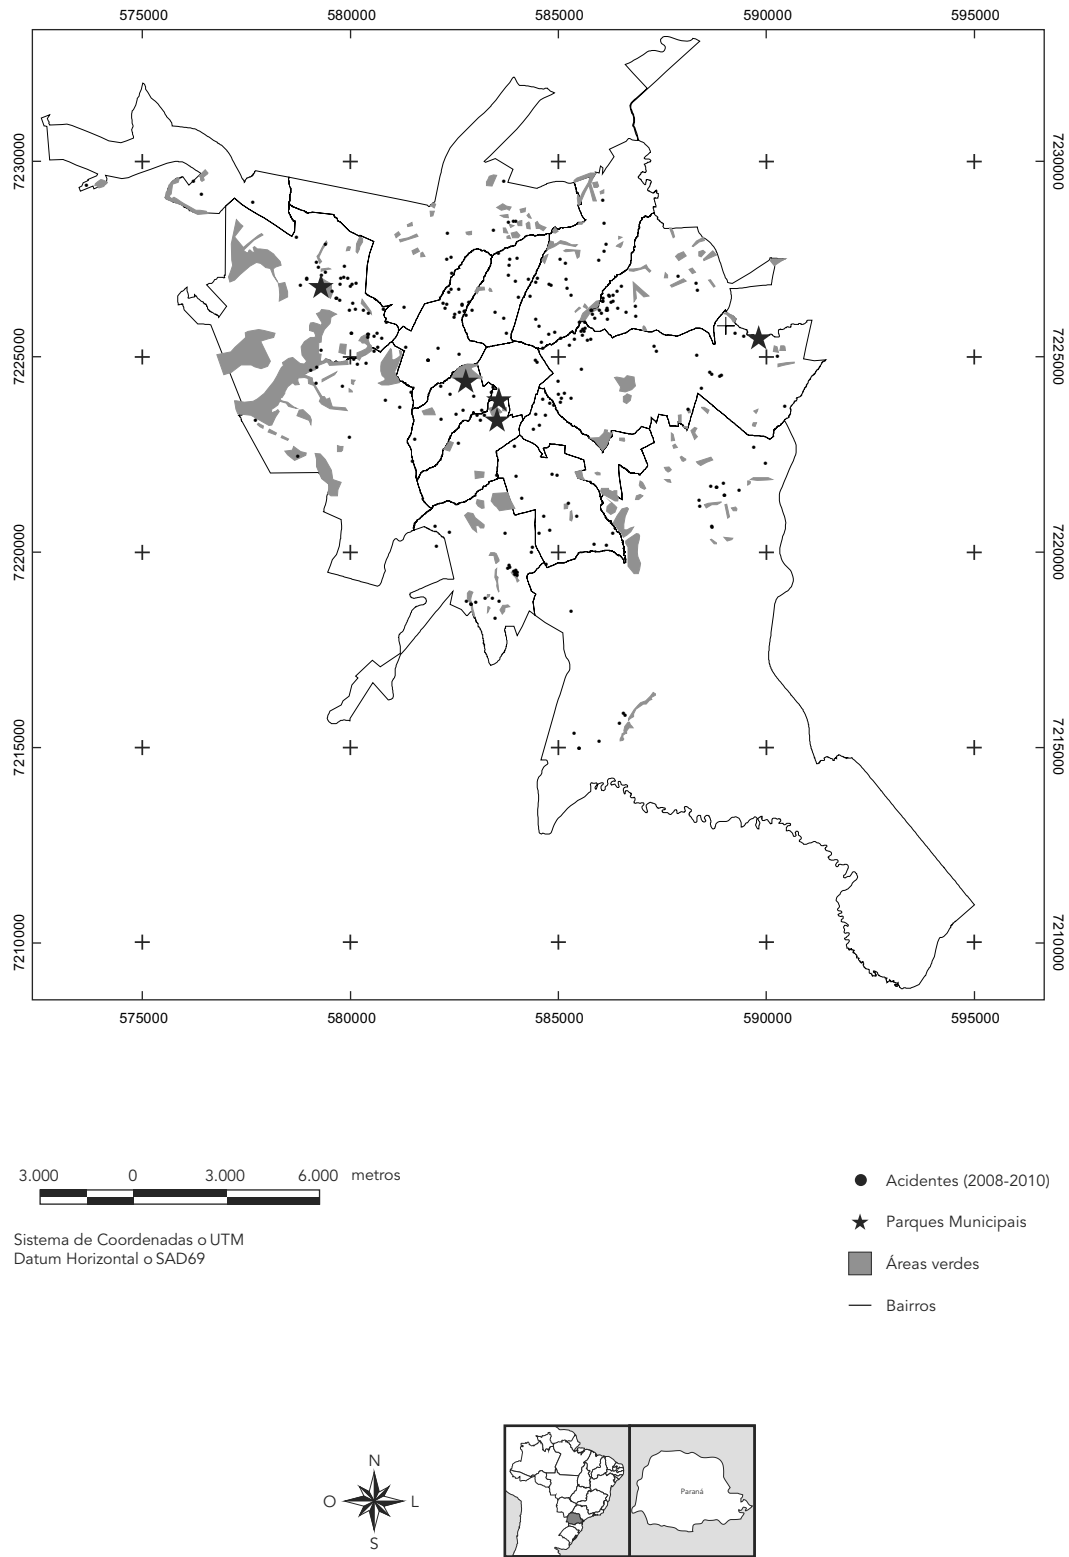 575000 580000 585000 590000 595000
7230000 7230000
7225000 7225000
7220000 7220000
7215000 7215000
7210000 7210000
575000 580000 585000 590000 595000
3.000 0 3.000 6.000 metros
Sistema de Coordenadas o UTM
Datum Horizontal o SAD69
Acidentes (2008-2010)
Parques Municipais
Áreas verdes
Bairros
N
O L
S
Paraná